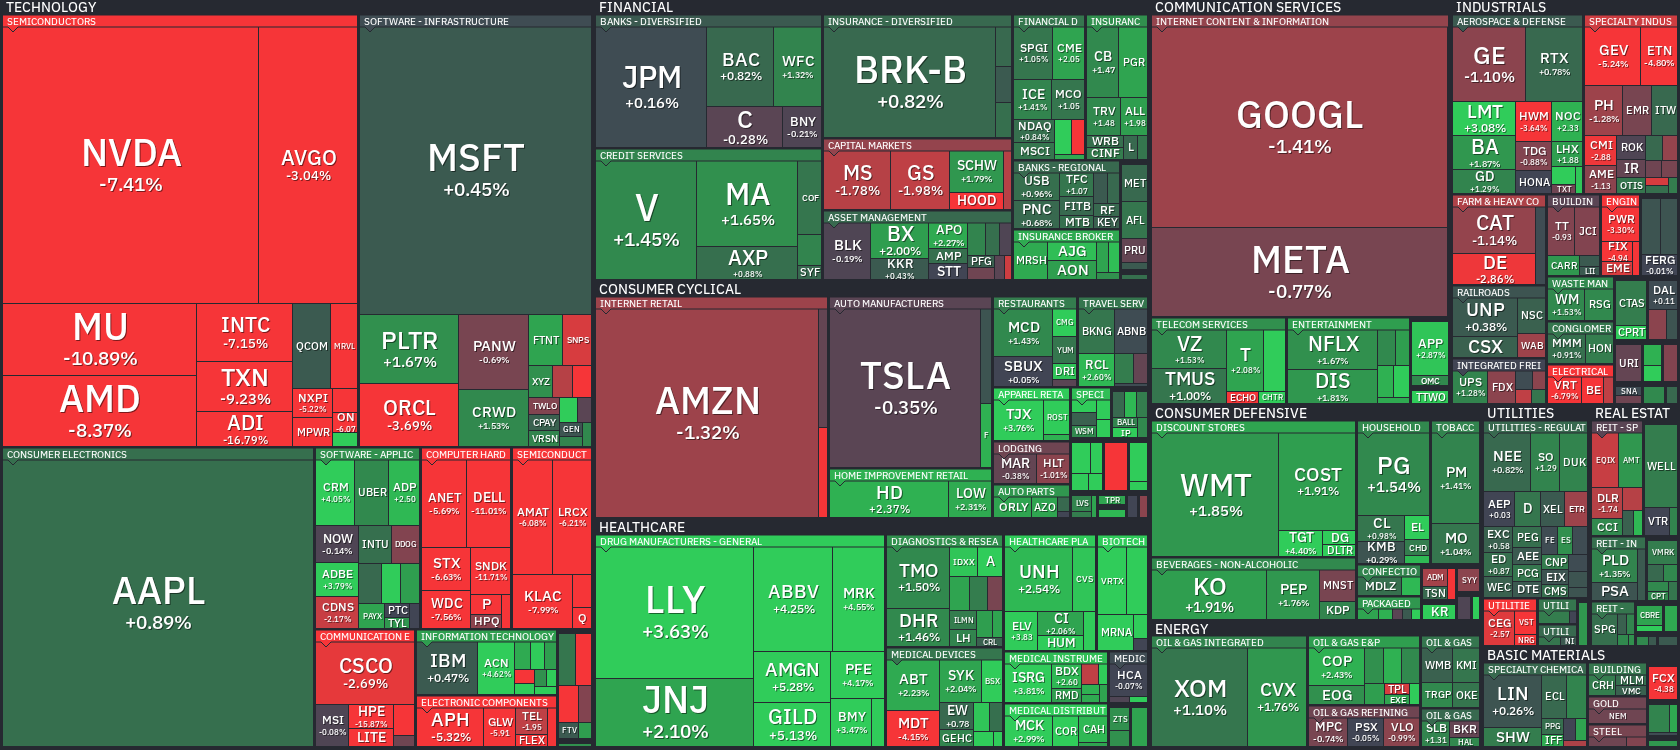 TECHNOLOGY
SEMICONDUCTORS
NVDA
-7.41%
AVGO
-3.04%
MU
-10.89%
AMD
-8.37%
INTC
-7.15%
TXN
-9.23%
ADI
-16.79%
QCOM
MRVL
NXPI
-5.22%
MPWR
ON
-6.07
SOFTWARE - INFRASTRUCTURE
MSFT
+0.45%
PLTR
+1.67%
ORCL
-3.69%
PANW
-0.69%
CRWD
+1.53%
FTNT
SNPS
XYZ
TWLO
CPAY
VRSN
GEN
CONSUMER ELECTRONICS
AAPL
+0.89%
SOFTWARE - APPLIC
CRM
+4.05%
UBER
ADP
+2.50
NOW
-0.14%
INTU
DDOG
ADBE
+3.79%
CDNS
-2.17%
PAYX
PTC
TYL
COMPUTER HARD
ANET
-5.69%
DELL
-11.01%
STX
-6.63%
SNDK
-11.71%
WDC
-7.56%
P
HPQ
SEMICONDUCT
AMAT
-6.08%
LRCX
-6.21%
KLAC
-7.99%
Q
COMMUNICATION E
CSCO
-2.69%
MSI
-0.08%
HPE
-15.87%
LITE
INFORMATION TECHNOLOGY
IBM
+0.47%
ACN
+4.62%
ELECTRONIC COMPONENTS
APH
-5.32%
GLW
-5.91
TEL
-1.95
FLEX
FTV
FINANCIAL
BANKS - DIVERSIFIED
JPM
+0.16%
BAC
+0.82%
WFC
+1.32%
C
-0.28%
BNY
-0.21%
CREDIT SERVICES
V
+1.45%
MA
+1.65%
AXP
+0.88%
COF
SYF
INSURANCE - DIVERSIFIED
BRK-B
+0.82%
CAPITAL MARKETS
MS
-1.78%
GS
-1.98%
SCHW
+1.79%
HOOD
ASSET MANAGEMENT
BLK
-0.19%
BX
+2.00%
KKR
+0.43%
APO
+2.27%
AMP
STT
PFG
FINANCIAL D
SPGI
+1.05%
CME
+2.05
ICE
+1.41%
MCO
+1.05
NDAQ
+0.84%
MSCI
INSURANC
CB
+1.47
PGR
TRV
+1.48
ALL
+1.98
WRB
CINF
L
BANKS - REGIONAL
USB
+0.96%
TFC
+1.07
PNC
+0.68%
FITB
MTB
RF
KEY
INSURANCE BROKER
MRSH
AJG
AON
MET
AFL
PRU
CONSUMER CYCLICAL
INTERNET RETAIL
AMZN
-1.32%
AUTO MANUFACTURERS
TSLA
-0.35%
F
HOME IMPROVEMENT RETAIL
HD
+2.37%
LOW
+2.31%
RESTAURANTS
MCD
+1.43%
CMG
YUM
SBUX
+0.05%
DRI
TRAVEL SERV
BKNG
ABNB
RCL
+2.60%
APPAREL RETA
TJX
+3.76%
ROST
SPECI
WSM
BALL
IP
LODGING
MAR
-0.38%
HLT
-1.01%
AUTO PARTS
ORLY
AZO
LVS
TPR
HEALTHCARE
DRUG MANUFACTURERS - GENERAL
LLY
+3.63%
JNJ
+2.10%
ABBV
+4.25%
MRK
+4.55%
AMGN
+5.28%
PFE
+4.17%
GILD
+5.13%
BMY
+3.47%
DIAGNOSTICS & RESEA
TMO
+1.50%
IDXX
A
DHR
+1.46%
ILMN
LH
CRL
MEDICAL DEVICES
ABT
+2.23%
SYK
+2.04%
BSX
MDT
-4.15%
EW
+0.78
GEHC
HEALTHCARE PLA
UNH
+2.54%
CVS
ELV
+3.83
CI
+2.06%
HUM
BIOTECH
VRTX
MRNA
MEDICAL INSTRUME
ISRG
+3.81%
BDX
+2.60
RMD
MEDIC
HCA
-0.07%
MEDICAL DISTRIBUT
MCK
+2.99%
COR
CAH
ZTS
COMMUNICATION SERVICES
INTERNET CONTENT & INFORMATION
GOOGL
-1.41%
META
-0.77%
TELECOM SERVICES
VZ
+1.53%
T
+2.08%
TMUS
+1.00%
ECHO
CHTR
ENTERTAINMENT
NFLX
+1.67%
DIS
+1.81%
APP
+2.87%
OMC
TTWO
INDUSTRIALS
AEROSPACE & DEFENSE
GE
-1.10%
RTX
+0.78%
LMT
+3.08%
HWM
-3.64%
NOC
+2.33
BA
+1.87%
TDG
-0.88%
LHX
+1.88
GD
+1.29%
HONA
TXT
SPECIALTY INDUS
GEV
-5.24%
ETN
-4.80%
PH
-1.28%
EMR
ITW
CMI
-2.88
ROK
AME
-1.13
IR
OTIS
FARM & HEAVY CO
CAT
-1.14%
DE
-2.86%
BUILDIN
TT
-0.93
JCI
CARR
LII
ENGIN
PWR
-3.30%
FIX
-4.94
EME
FERG
-0.01%
RAILROADS
UNP
+0.38%
NSC
CSX
WAB
WASTE MAN
WM
+1.53%
RSG
CTAS
CPRT
DAL
+0.11
CONGLOMER
MMM
+0.91%
HON
URI
INTEGRATED FREI
UPS
+1.28%
FDX
ELECTRICAL
VRT
-6.79%
BE
SNA
CONSUMER DEFENSIVE
DISCOUNT STORES
WMT
+1.85%
COST
+1.91%
TGT
+4.40%
DG
DLTR
HOUSEHOLD
PG
+1.54%
CL
+0.98%
EL
KMB
+0.29%
CHD
TOBACC
PM
+1.41%
MO
+1.04%
BEVERAGES - NON-ALCOHOLIC
KO
+1.91%
PEP
+1.76%
MNST
KDP
CONFECTIO
MDLZ
ADM
TSN
SYY
PACKAGED
KR
ENERGY
OIL & GAS INTEGRATED
XOM
+1.10%
CVX
+1.76%
OIL & GAS E&P
COP
+2.43%
EOG
TPL
EXE
OIL & GAS
WMB
KMI
TRGP
OKE
OIL & GAS REFINING
MPC
-0.74%
PSX
-0.05%
VLO
-0.99%
OIL & GAS
SLB
+1.31
BKR
HAL
UTILITIES
UTILITIES - REGULAT
NEE
+0.82%
SO
+1.29
DUK
AEP
+0.03
D
XEL
ETR
EXC
+0.58
PEG
FE
ES
ED
+0.87
AEE
PCG
CNP
EIX
WEC
DTE
CMS
UTILITIE
CEG
-2.57
VST
NRG
UTILI
UTILI
NI
REAL ESTAT
REIT - SP
EQIX
AMT
DLR
-1.74
CCI
WELL
VTR
REIT - IN
PLD
+1.35%
PSA
VMRK
CPT
REIT -
SPG
CBRE
BASIC MATERIALS
SPECIALTY CHEMICA
LIN
+0.26%
ECL
SHW
PPG
IFF
BUILDING
CRH
MLM
VMC
FCX
-4.38
GOLD
NEM
STEEL